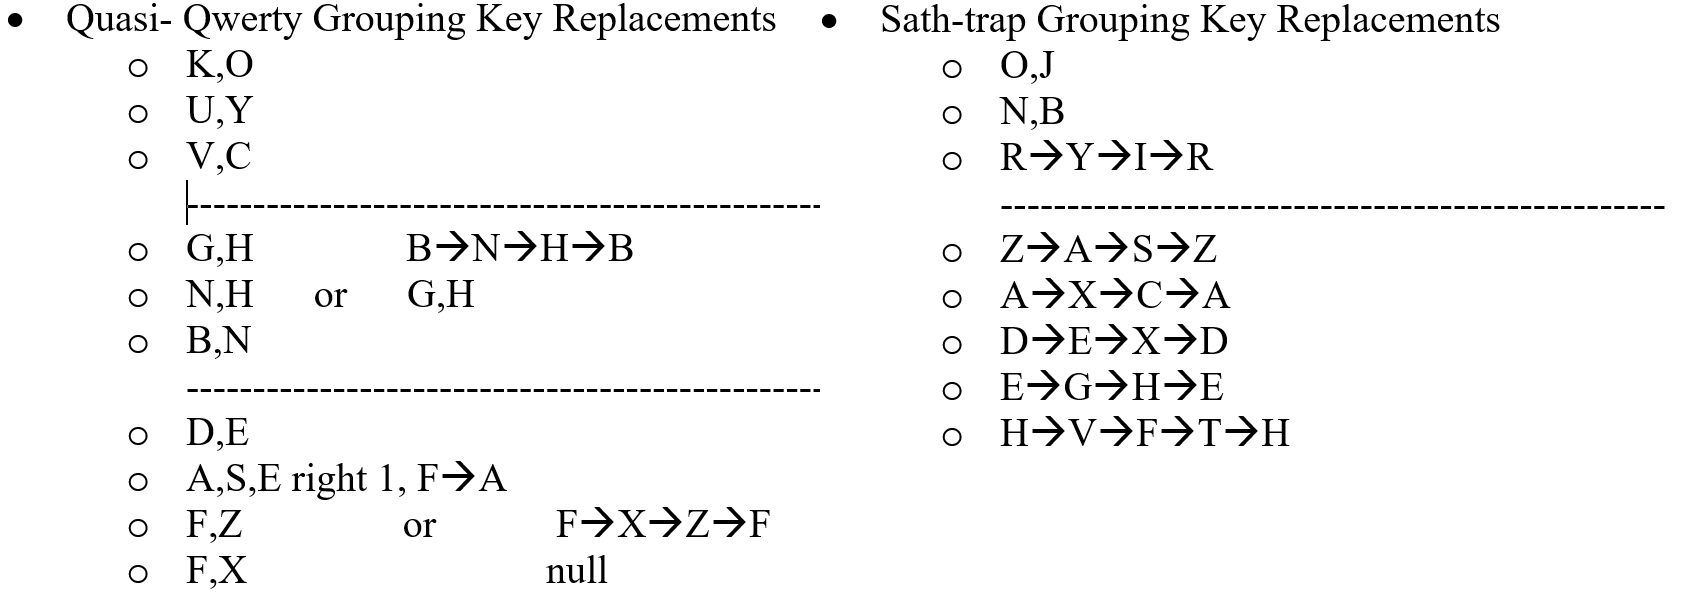 • Quasi- Qwerty Grouping Key Replacements
o K,O
o U,Y
o V,C
------------------------------------------------
o G,H B→N→H→B
o N,H or G,H
o B,N
------------------------------------------------
o D,E
o A,S,E right 1, F→A
o F,Z or F→X→Z→F
o F,X null
• Sath-trap Grouping Key Replacements
o O,J
o N,B
o R→Y→I→R
--------------------------------------------------
o Z→A→S→Z
o A→X→C→A
o D→E→X→D
o E→G→H→E
o H→V→F→T→H